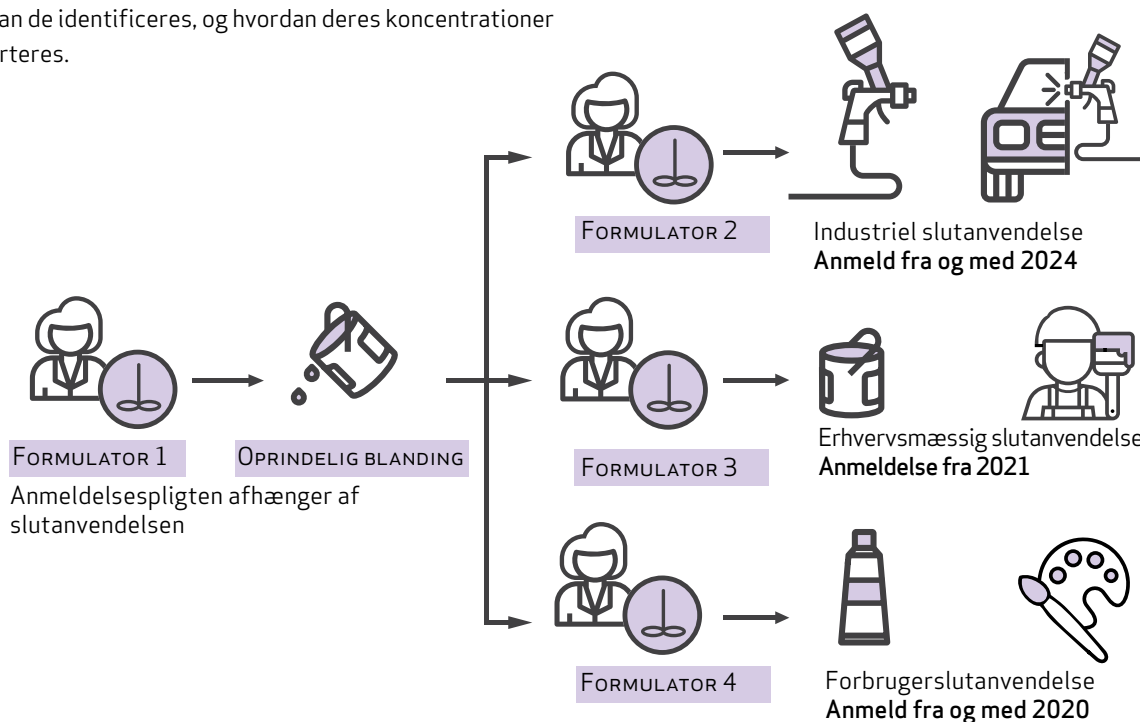 an de identificeres, og hvordan deres koncentrationer
rteres.
FORMULATOR 1
Anmeldelsespligten afhænger af
slutanvendelsen
OPRINDELIG BLANDING
FORMULATOR 2
Industriel slutanvendelse
Anmeld fra og med 2024
FORMULATOR 3
Erhvervsmæssig slutanvendelse
Anmeldelse fra 2021
FORMULATOR 4
Forbrugerslutanvendelse
Anmeld fra og med 2020